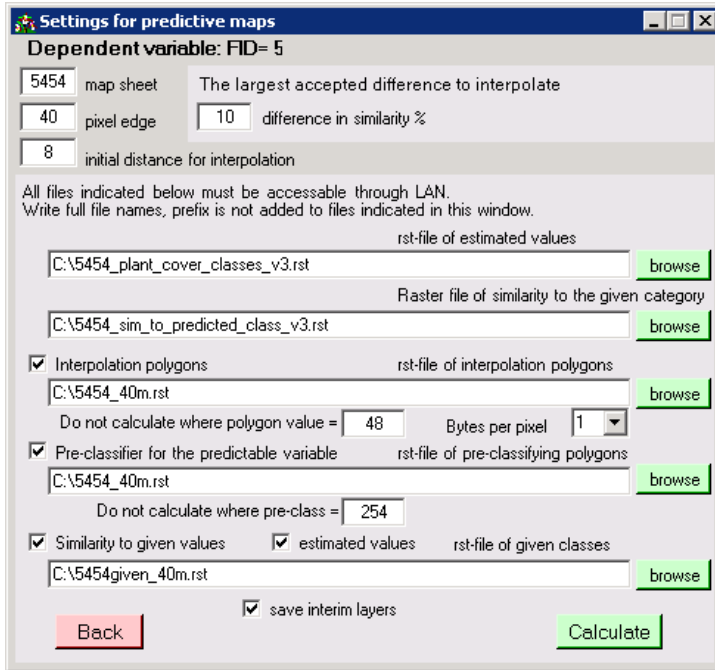 Settings for predictive maps
Dependent variable: FID= 5
5454 map sheet The largest accepted difference to interpolate
40 pixel edge 10 difference in similarity %
8 initial distance for interpolation
All files indicated below must be accessable through LAN.
Write full file names, prefix is not added to files indicated in this window.
rst-file of estimated values
C:\5454_plant_cover_classes_v3.rst browse
Raster file of similarity to the given category
C:\5454_sim_to_predicted_class_v3.rst browse
Interpolation polygons rst-file of interpolation polygons
C:\5454_40m.rst browse
Do not calculate where polygon value = 48 Bytes per pixel 1
Pre-classifier for the predictable variable rst-file of pre-classifying polygons
C:\5454_40m.rst browse
Do not calculate where pre-class = 254
Similarity to given values estimated values rst-file of given classes
C:\5454given_40m.rst browse
save interim layers
Back Calculate